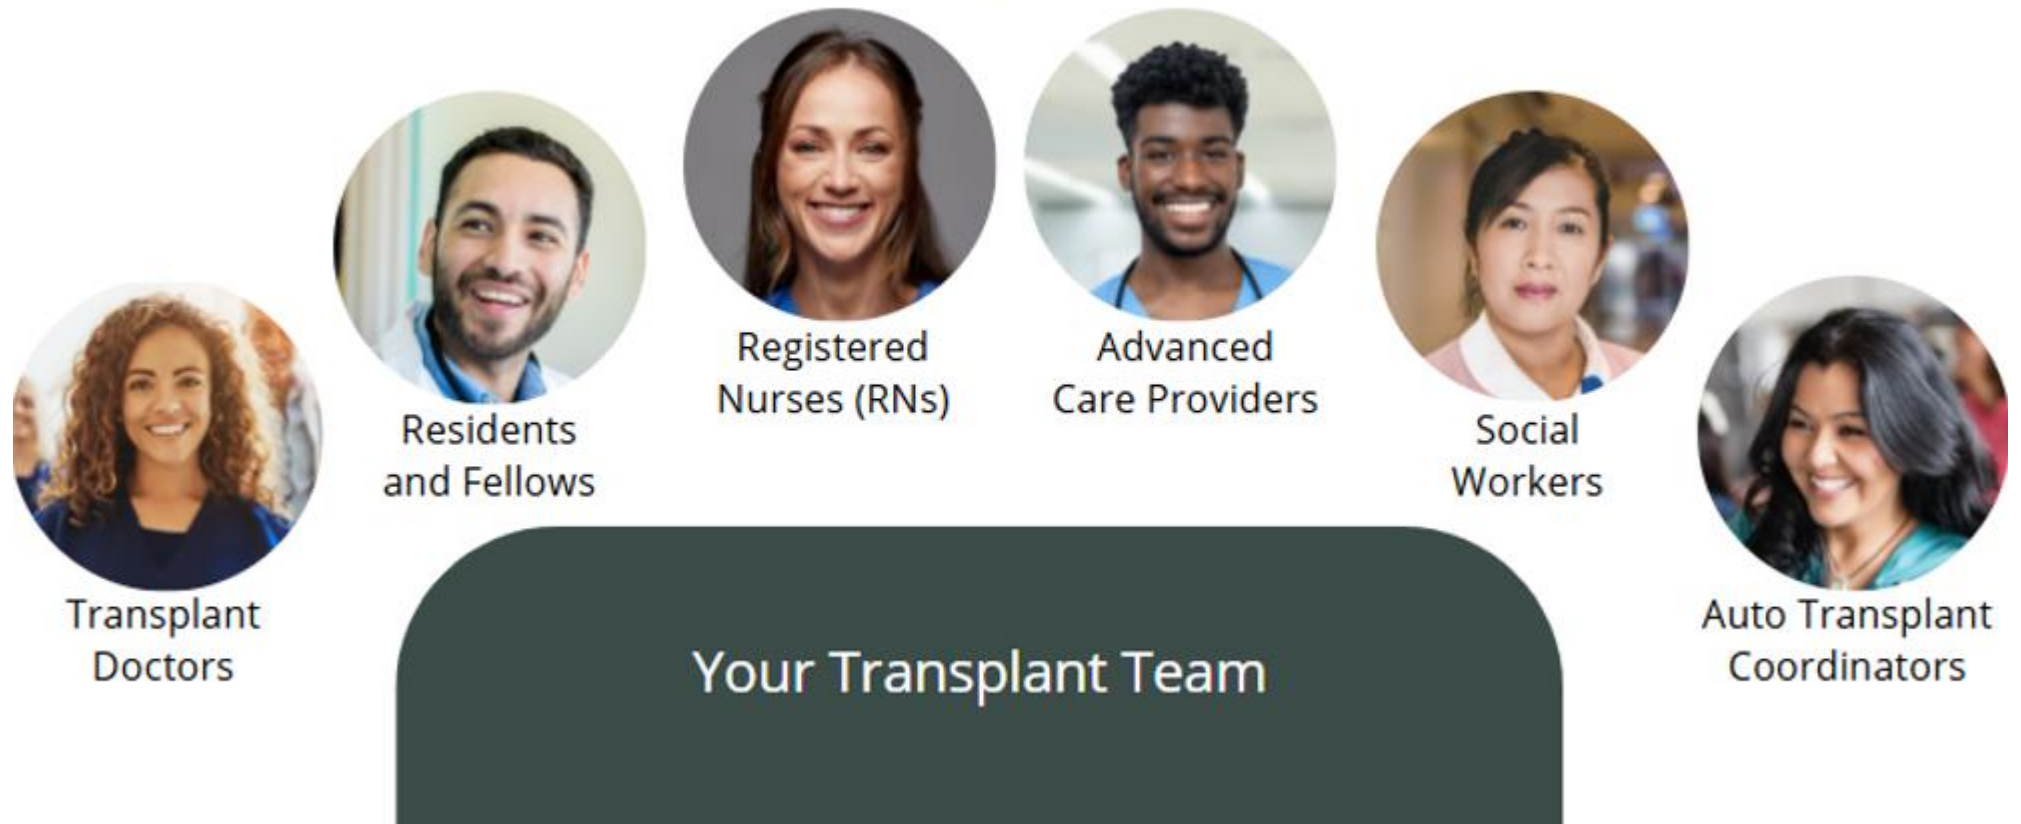 Transplant
Doctors
Residents
and Fellows
Registered
Nurses (RNs)
Advanced
Care Providers
Social
Workers
Auto Transplant
Coordinators
Your Transplant Team